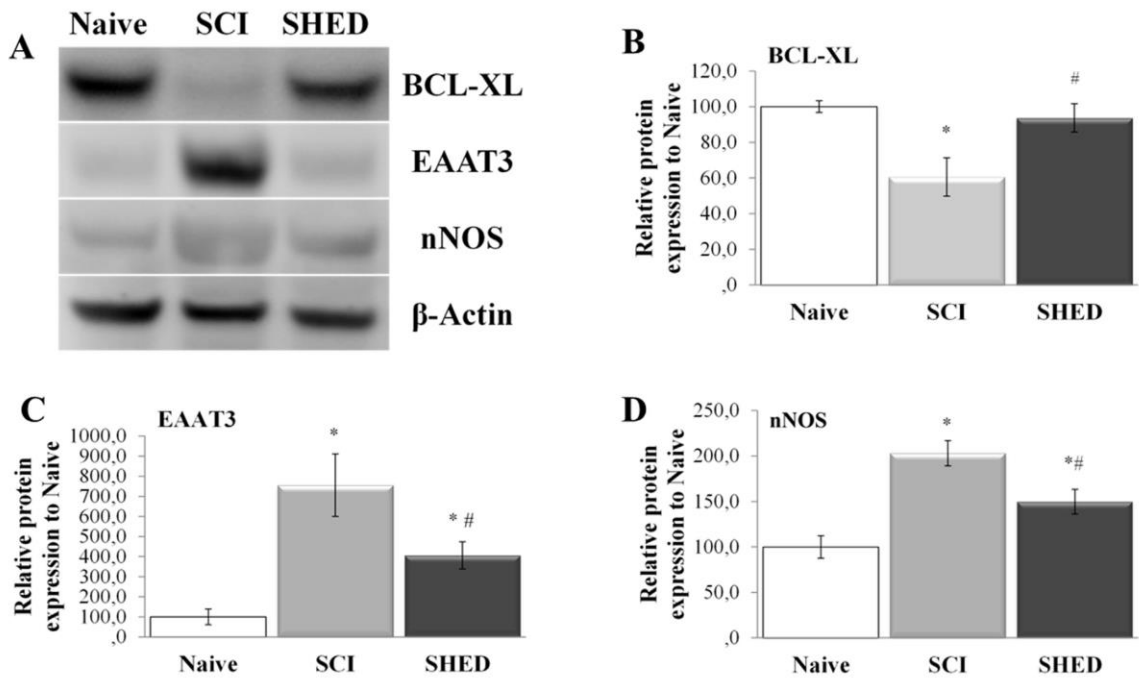 Naive SCI SHED
A
BCL-XL
EAAT3
nNOS
β-Actin
B
BCL-XL
Relative protein
expression to Naive
120,0
100,0
80,0
60,0
40,0
20,0
,0
*
#
Naive SCI SHED
C
EAAT3
Relative protein
expression to Naive
1000,0
900,0
800,0
700,0
600,0
500,0
400,0
300,0
200,0
100,0
,0
*
* #
Naive SCI SHED
D
nNOS
Relative protein
expression to Naive
250,0
200,0
150,0
100,0
50,0
,0
*
*#
Naive SCI SHED